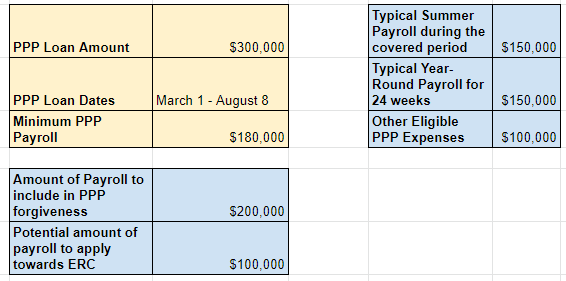 PPP Loan Amount $300,000
PPP Loan Dates March 1 - August 8
Minimum PPP
Payroll $180,000
Amount of Payroll to
include in PPP
forgiveness $200,000
Potential amount of
payroll to apply
towards ERC $100,000
Typical Summer
Payroll during the
covered period $150,000
Typical Year-
Round Payroll for
24 weeks $150,000
Other Eligible
PPP Expenses $100,000